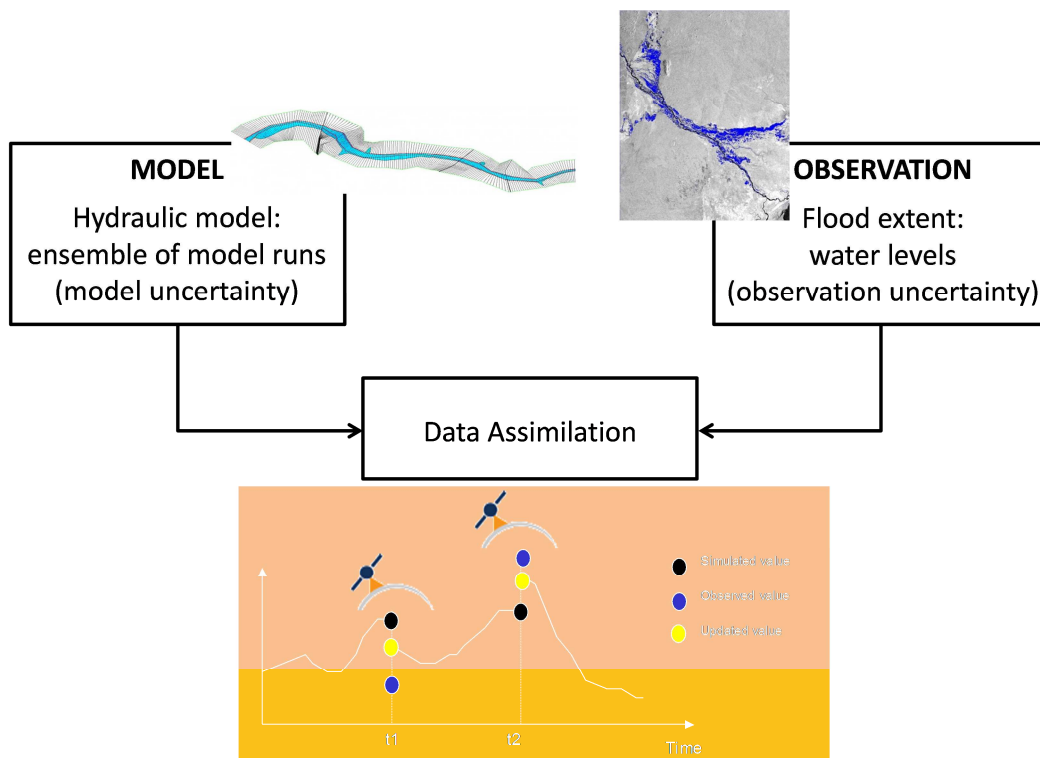 MODEL
Hydraulic model:
ensemble of model runs
(model uncertainty)
OBSERVATION
Flood extent:
water levels
(observation uncertainty)
Data Assimilation
Simulated value
Observed value
Updated value
t1
t2
Time